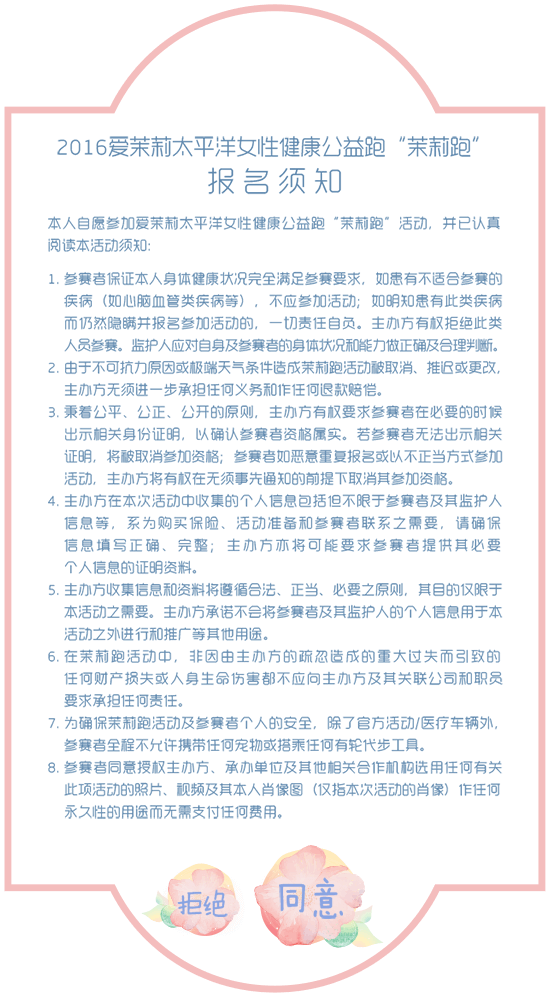 2016爱茉莉太平洋女性健康公益跑“茉莉跑”
报名须知
本人自愿参加爱茉莉太平洋女性健康公益跑“茉莉跑”活动，并已认真
阅读本活动须知：
1. 参赛者保证本人身体健康状况完全满足参赛要求，如患有不适合参赛的
疾病（如心脑血管类疾病等），不应参加活动；如明知患有此类疾病
而仍然隐瞒并报名参加活动的，一切责任自负。主办方有权拒绝此类
人员参赛。监护人应对自身及参赛者的身体状况和能力做正确及合理判断。
2. 由于不可抗力原因或极端天气条件造成茉莉跑活动被取消、推迟或更改，
主办方无须进一步承担任何义务和作任何退款赔偿。
3. 秉着公平、公正、公开的原则，主办方有权要求参赛者在必要的时候
出示相关身份证明，以确认参赛者资格属实。若参赛者无法出示相关
证明，将被取消参加资格；参赛者如恶意重复报名或以不正当方式参加
活动，主办方将有权在无须事先通知的前提下取消其参加资格。
4. 主办方在本次活动中收集的个人信息包括但不限于参赛者及其监护人
信息等，系为购买保险、活动准备和参赛者联系之需要，请确保
信息填写正确、完整；主办方亦将可能要求参赛者提供其必要
个人信息的证明资料。
5. 主办方收集信息和资料将遵循合法、正当、必要之原则，其目的仅限于
本活动之需要。主办方承诺不会将参赛者及其监护人的个人信息用于本
活动之外进行和推广等其他用途。
6. 在茉莉跑活动中，非因由主办方的疏忽造成的重大过失而引致的
任何财产损失或人身生命伤害都不应向主办方及其关联公司和职员
要求承担任何责任。
7. 为确保茉莉跑活动及参赛者个人的安全，除了官方活动/医疗车辆外，
参赛者全程不允许携带任何宠物或搭乘任何有轮代步工具。
8. 参赛者同意授权主办方、承办单位及其他相关合作机构选用任何有关
此项活动的照片、视频及其本人肖像图（仅指本次活动的肖像）作任何
永久性的用途而无需支付任何费用。
拒绝
同意